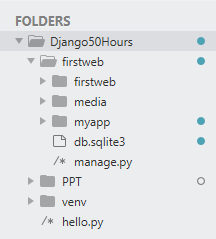 FOLDERS
Django50Hours
firstweb
firstweb
media
myapp
db.sqlite3
/* manage.py
PPT
venv
/* hello.py